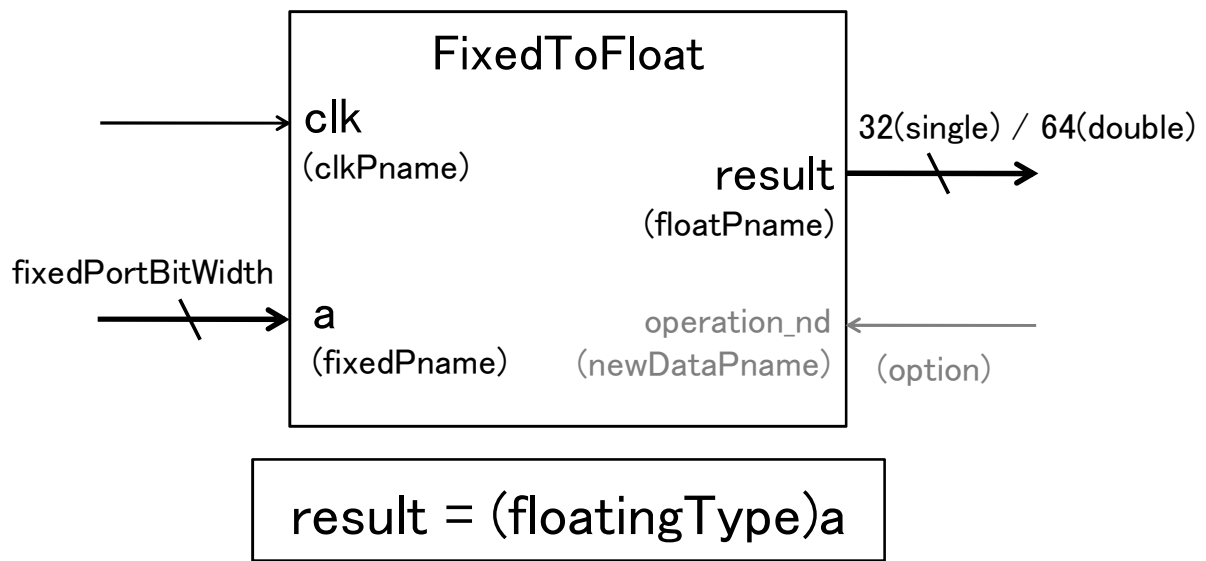 FixedToFloat
clk
(clkPname)
32(single) / 64(double)
result
(floatPname)
fixedPortBitWidth
a
(fixedPname)
operation_nd
(newDataPname)
(option)
result = (floatingType)a